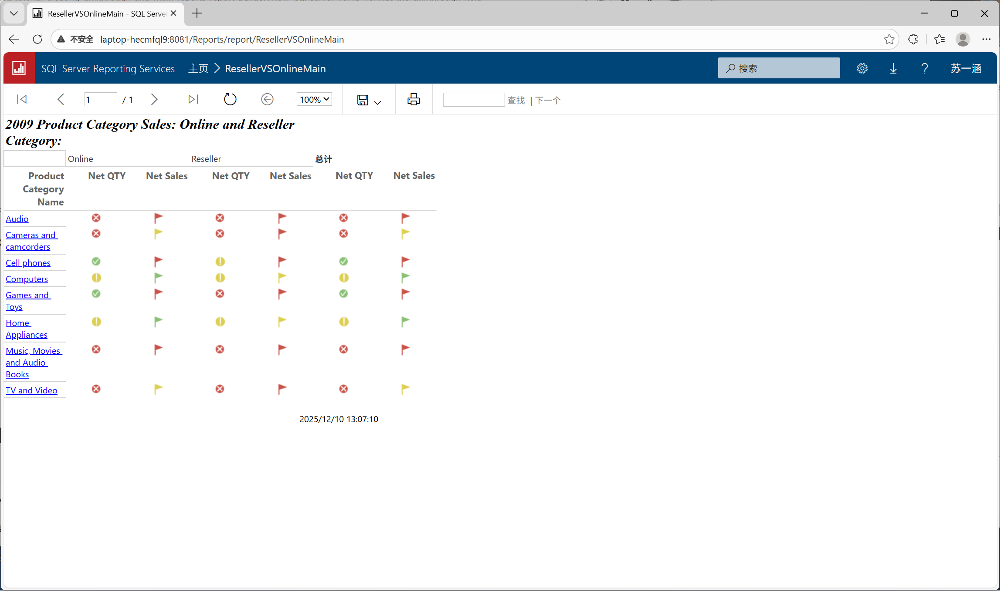 ResellerVSOnlineMain - SQL Serve
不安全 laptop-hecmfql9:8081/Reports/report/ResellerVSOnlineMain
SQL Server Reporting Services 主页 > ResellerVSOnlineMain 搜索 ? 苏一涵
1 / 1 100% 查找 | 下一个
2009 Product Category Sales: Online and Reseller
Category:
Online Reseller 总计
Product Category Name Net QTY Net Sales Net QTY Net Sales Net QTY Net Sales
Audio
Cameras and
camcorders
Cell phones
Computers
Games and
Toys
Home
Appliances
Music, Movies
and Audio
Books
TV and Video
2025/12/10 13:07:10